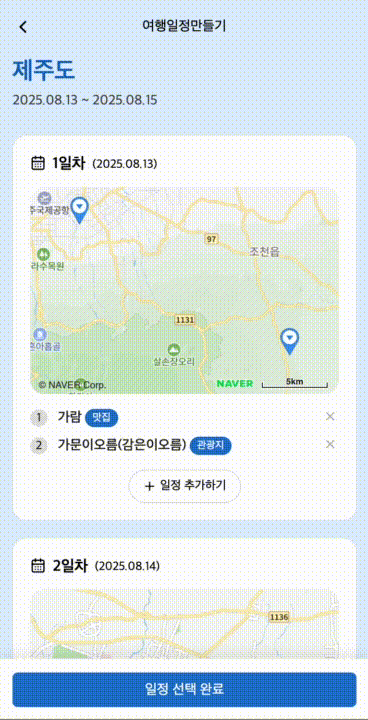 여행일정만들기
제주도
2025.08.13 ~ 2025.08.15
1일차 (2025.08.13)
주국제공항
97
조천읍
라수목원
1131
흔아홉골
살손장오리
© NAVER Corp.
NAVER
5km
1 가람 맛집
2 가문이오름(감은이오름) 관광지
+ 일정 추가하기
2일차 (2025.08.14)
1136
일정 선택 완료